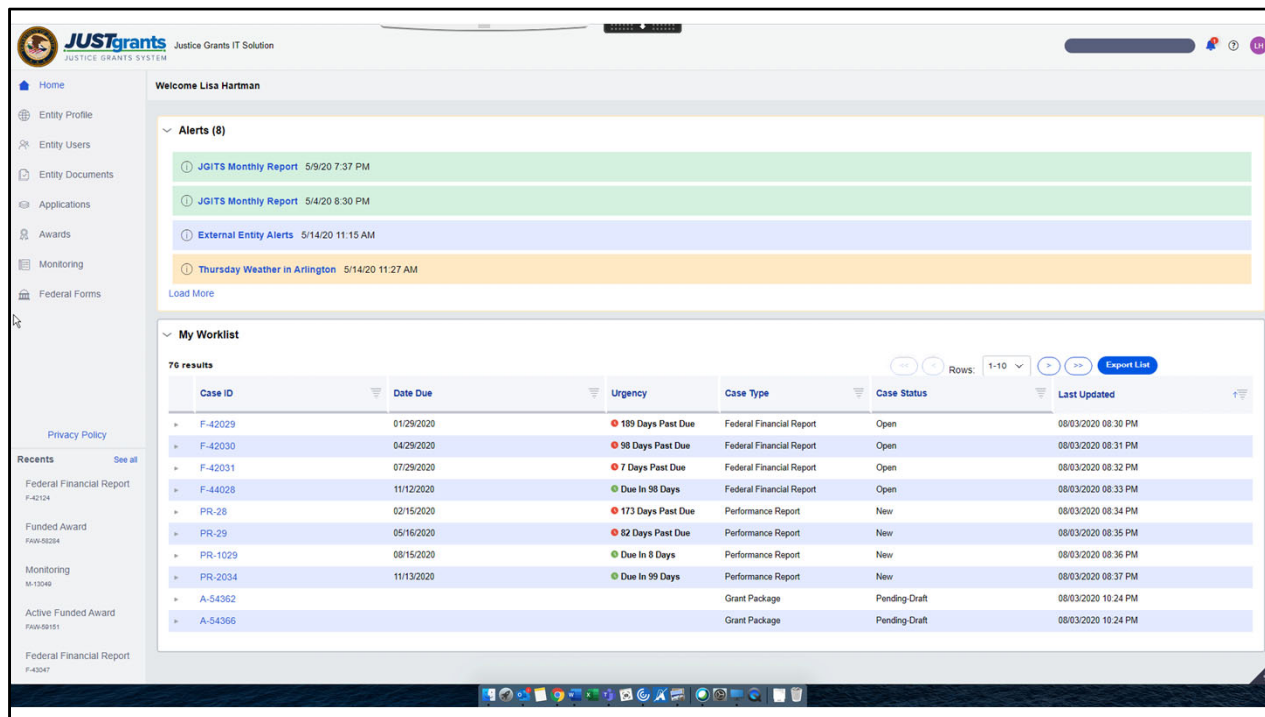 JUSTgrants Justice Grants IT Solution
JUSTICE GRANTS SYSTEM
LH
Home
Entity Profile
Entity Users
Entity Documents
Applications
Awards
Monitoring
Federal Forms
Privacy Policy
Recents See all
Federal Financial Report
F-42124
Funded Award
FAW-58284
Monitoring
M-13049
Active Funded Award
FAW-59151
Federal Financial Report
F-43047
Welcome Lisa Hartman
Alerts (8)
JGITS Monthly Report 5/9/20 7:37 PM
JGITS Monthly Report 5/4/20 8:30 PM
External Entity Alerts 5/14/20 11:15 AM
Thursday Weather in Arlington 5/14/20 11:27 AM
Load More
My Worklist
76 results << < Rows: 1-10 > >> Export List
Case ID Date Due Urgency Case Type Case Status Last Updated
F-42029 01/29/2020 189 Days Past Due Federal Financial Report Open 08/03/2020 08:30 PM
F-42030 04/29/2020 98 Days Past Due Federal Financial Report Open 08/03/2020 08:31 PM
F-42031 07/29/2020 7 Days Past Due Federal Financial Report Open 08/03/2020 08:32 PM
F-44028 11/12/2020 Due In 98 Days Federal Financial Report Open 08/03/2020 08:33 PM
PR-28 02/15/2020 173 Days Past Due Performance Report New 08/03/2020 08:34 PM
PR-29 05/16/2020 82 Days Past Due Performance Report New 08/03/2020 08:35 PM
PR-1029 08/15/2020 Due In 8 Days Performance Report New 08/03/2020 08:36 PM
PR-2034 11/13/2020 Due In 99 Days Performance Report New 08/03/2020 08:37 PM
A-54362 Grant Package Pending-Draft 08/03/2020 10:24 PM
A-54366 Grant Package Pending-Draft 08/03/2020 10:24 PM